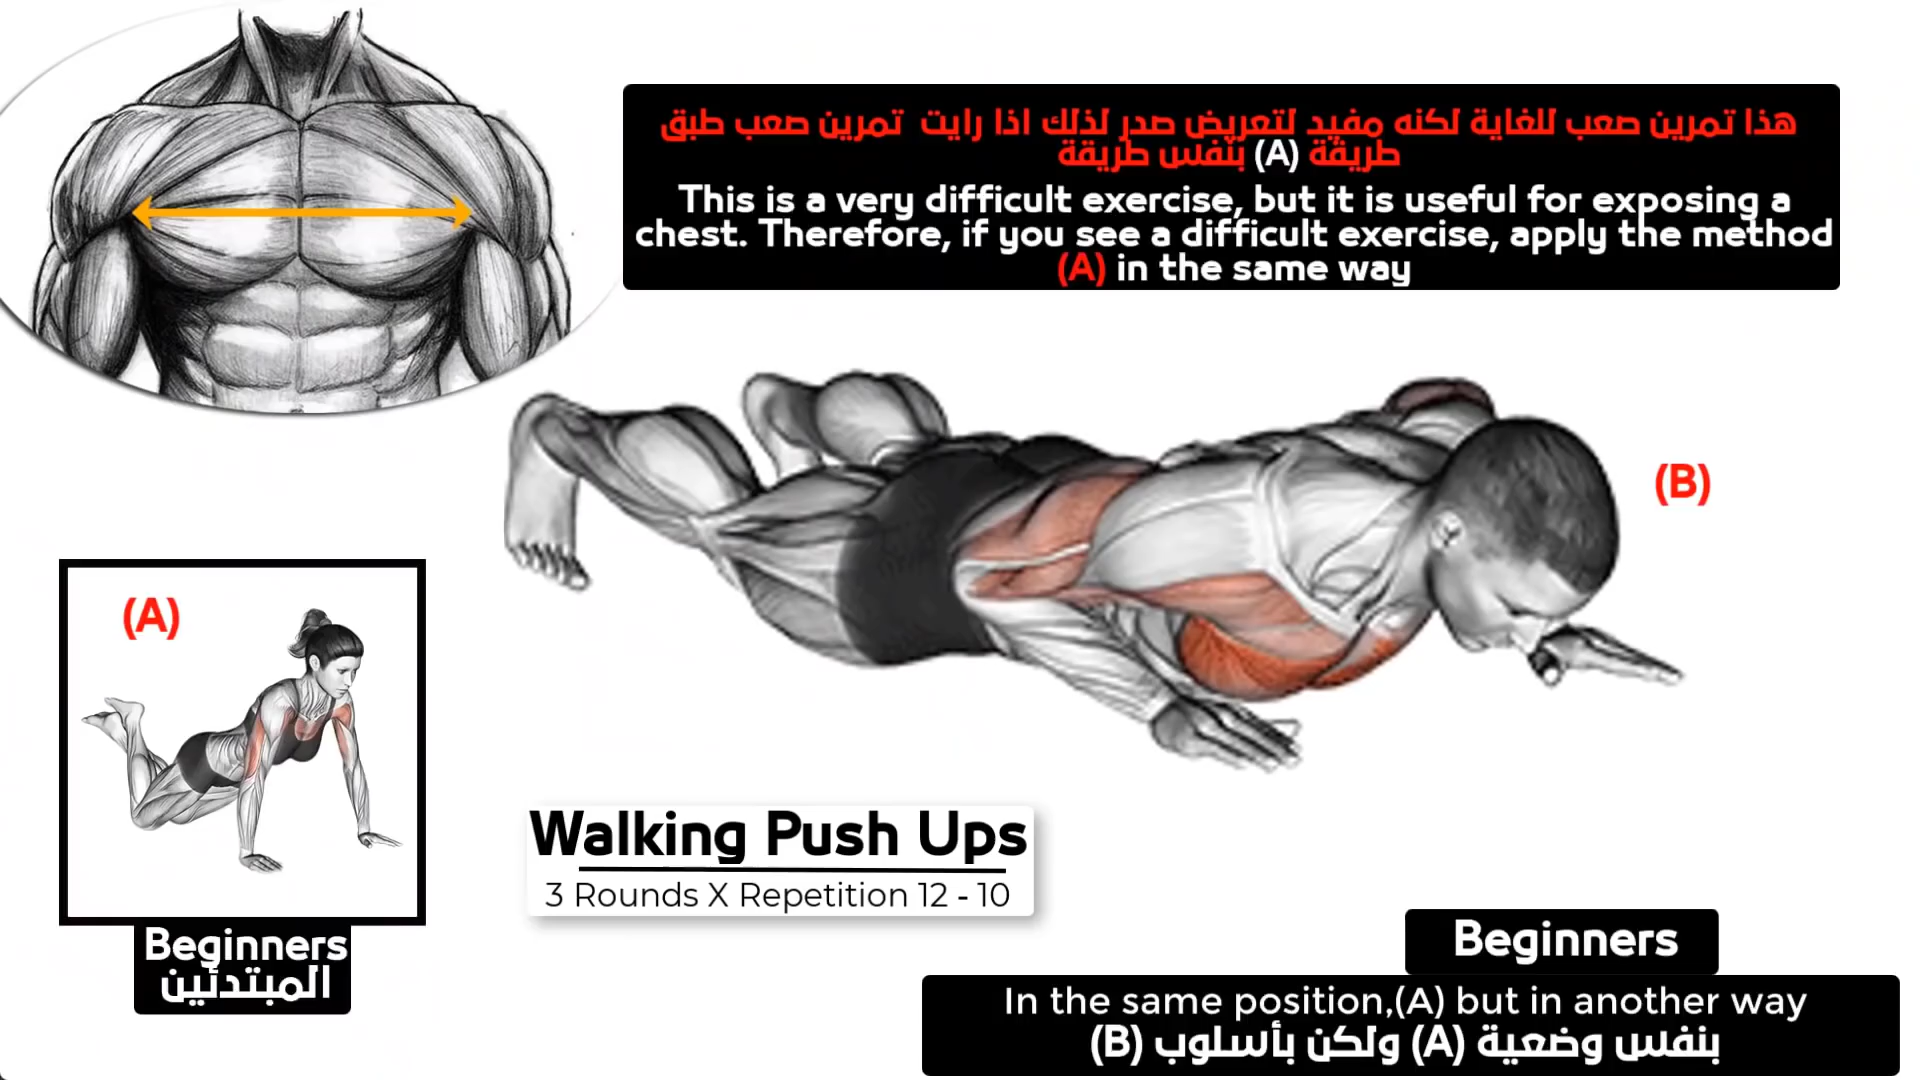 هذا تمرين صعب للغاية لكنه مفيد لتعريض صدر لذلك اذا رايت تمرين صعب طبق
طريقة (A) بنفس طريقة
This is a very difficult exercise, but it is useful for exposing a
chest. Therefore, if you see a difficult exercise, apply the method
(A) in the same way
(B)
(A)
Beginners
المبتدئين
Walking Push Ups
3 Rounds X Repetition 12 - 10
Beginners
In the same position,(A) but in another way
بنفس وضعية (A) ولكن بأسلوب (B)